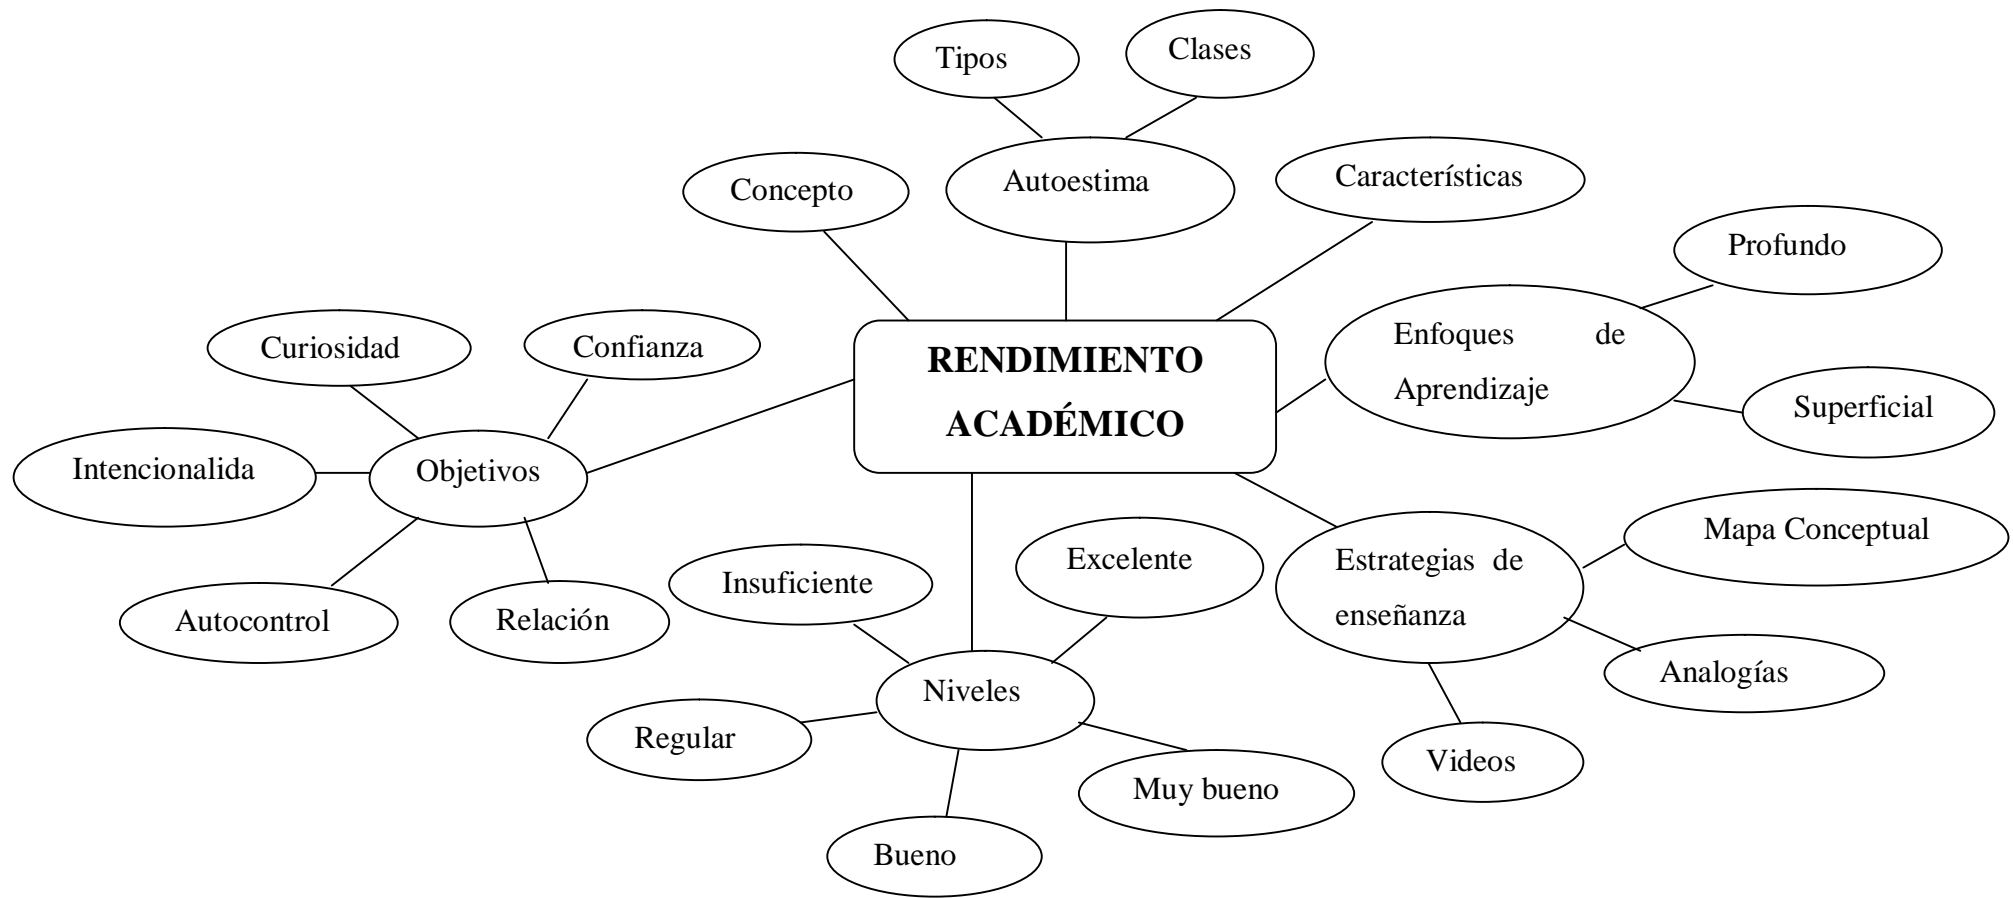 Tipos
Clases
Concepto
Autoestima
Características
Profundo
Enfoques de
Aprendizaje
Superficial
RENDIMIENTO
ACADÉMICO
Curiosidad
Confianza
Intencionalida
Objetivos
Autocontrol
Relación
Insuficiente
Excelente
Niveles
Regular
Bueno
Muy bueno
Estrategias de
enseñanza
Mapa Conceptual
Analogías
Videos